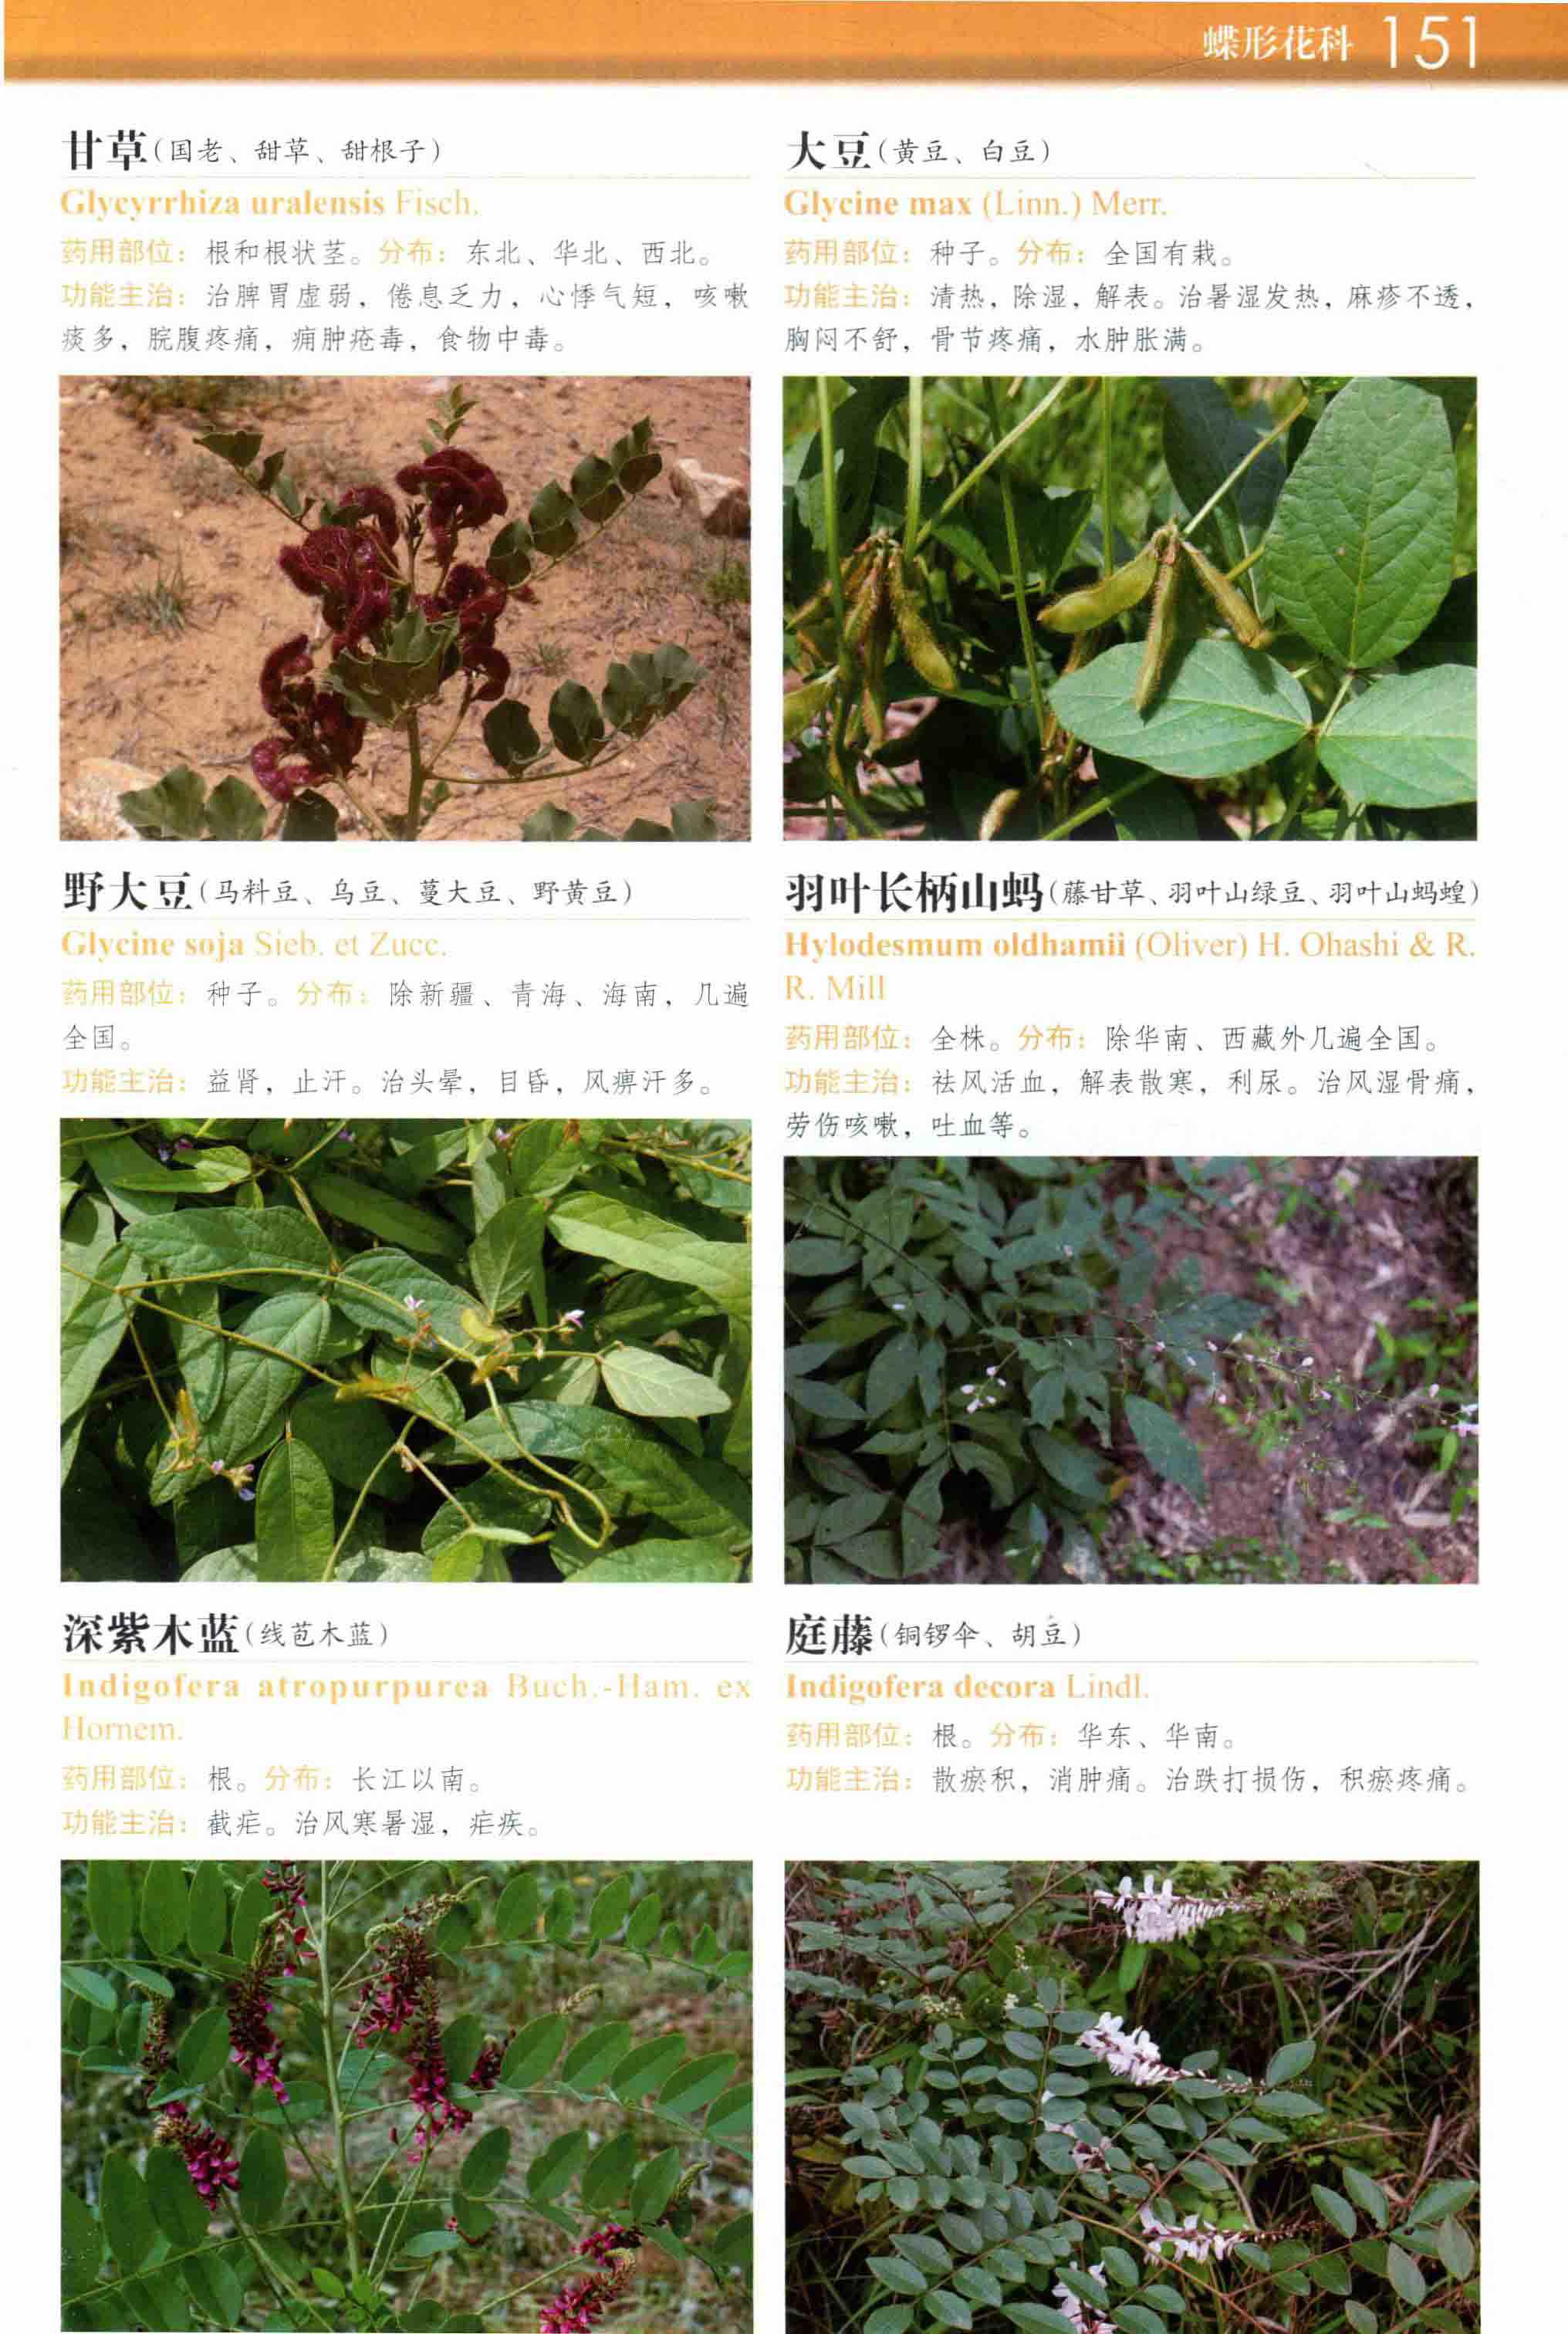 蝶形花科 151
甘草(国老、甜草、甜根子)
Glycyrrhiza uralensis Fisch.
药用部位：根和根状茎。分布：东北、华北、西北。
功能主治：治脾胃虚弱，倦怠乏力，心悸气短，咳嗽
痰多，脘腹疼痛，痈肿疮毒，食物中毒。
大豆(黄豆、白豆)
Glycine max (Linn.) Merr.
药用部位：种子。分布：全国有栽。
功能主治：清热，除湿，解表。治暑湿发热，麻疹不透，
胸闷不舒，骨节疼痛，水肿胀满。
野大豆(马料豆、乌豆、蔓大豆、野黄豆)
Glycine soja Sieb. et Zucc.
药用部位：种子。分布：除新疆、青海、海南，几遍
全国。
功能主治：益肾，止汗。治头晕，目昏，风痹汗多。
羽叶长柄山蚂(藤甘草、羽叶山绿豆、羽叶山蚂蝗)
Hylodesmum oldhamii (Oliver) H. Ohashi & R.
R. Mill
药用部位：全株。分布：除华南、西藏外几遍全国。
功能主治：祛风活血，解表散寒，利尿。治风湿骨痛，
劳伤咳嗽，吐血等。
深紫木蓝(线苞木蓝)
Indigofera atropurpurea Buch.-Ham. ex
Hornem.
药用部位：根。分布：长江以南。
功能主治：截疟。治风寒暑湿，疟疾。
庭藤(铜锣伞、胡豆)
Indigofera decora Lindl.
药用部位：根。分布：华东、华南。
功能主治：散瘀积，消肿痛。治跌打损伤，积瘀疼痛。